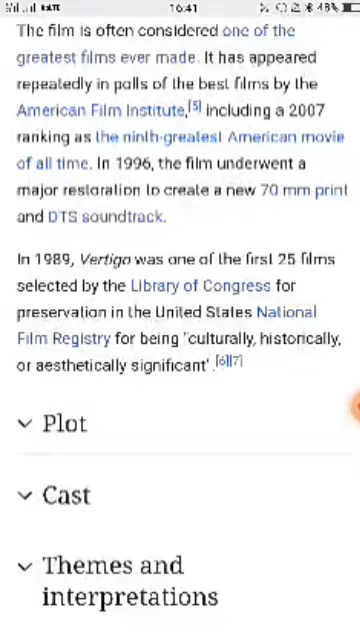 16:41
48%
The film is often considered one of the
greatest films ever made. It has appeared
repeatedly in polls of the best films by the
American Film Institute,[5] including a 2007
ranking as the ninth-greatest American movie
of all time. In 1996, the film underwent a
major restoration to create a new 70 mm print
and DTS soundtrack.
In 1989, Vertigo was one of the first 25 films
selected by the Library of Congress for
preservation in the United States National
Film Registry for being "culturally, historically,
or aesthetically significant".[6][7]
Plot
Cast
Themes and
interpretations